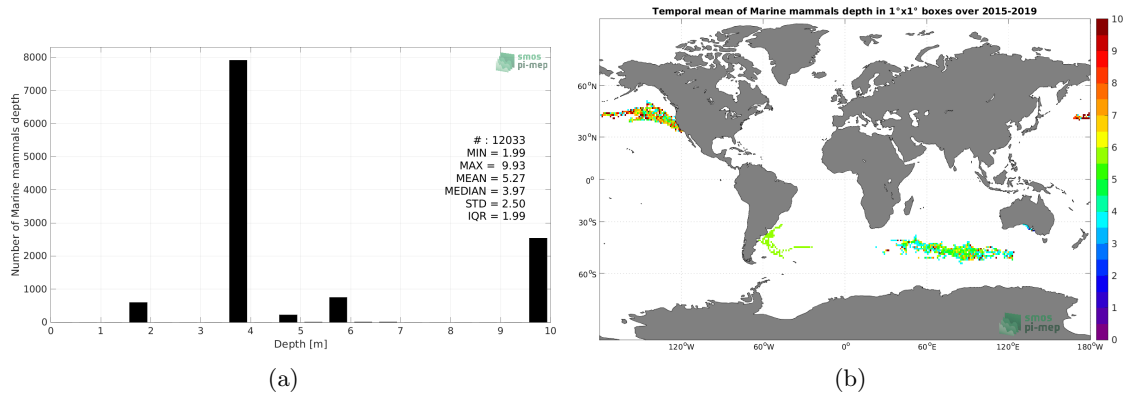 smos
pi-mep
8000
7000
6000
5000
4000
3000
2000
1000
0
Number of Marine mammals depth
# : 12033
MIN = 1.99
MAX = 9.93
MEAN = 5.27
MEDIAN = 3.97
STD = 2.50
IQR = 1.99
0 1 2 3 4 5 6 7 8 9 10
Depth [m]
(a)
Temporal mean of Marine mammals depth in 1°x1° boxes over 2015-2019
60°N
30°N
0°
30°S
60°S
120°W 60°W 0° 60°E 120°E 180°W
smos
pi-mep
10
9
8
7
6
5
4
3
2
1
0
(b)